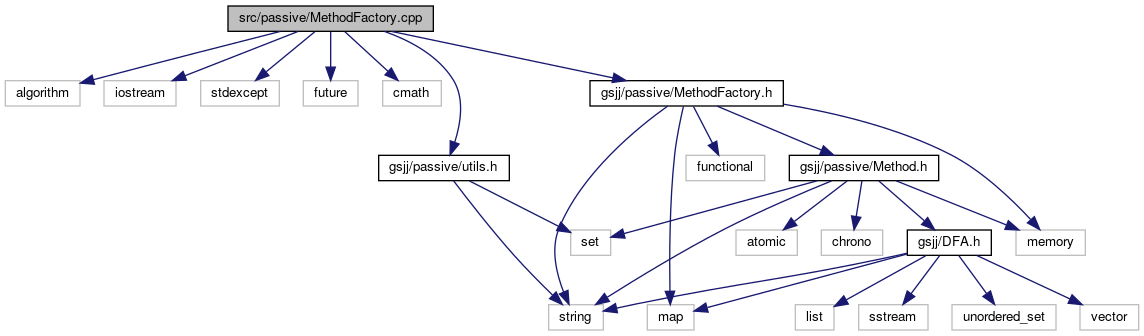 src/passive/MethodFactory.cpp
algorithm
iostream
stdexcept
future
cmath
gsjj/passive/MethodFactory.h
gsjj/passive/utils.h
functional
gsjj/passive/Method.h
set
atomic
chrono
gsjj/DFA.h
memory
string
map
list
sstream
unordered_set
vector